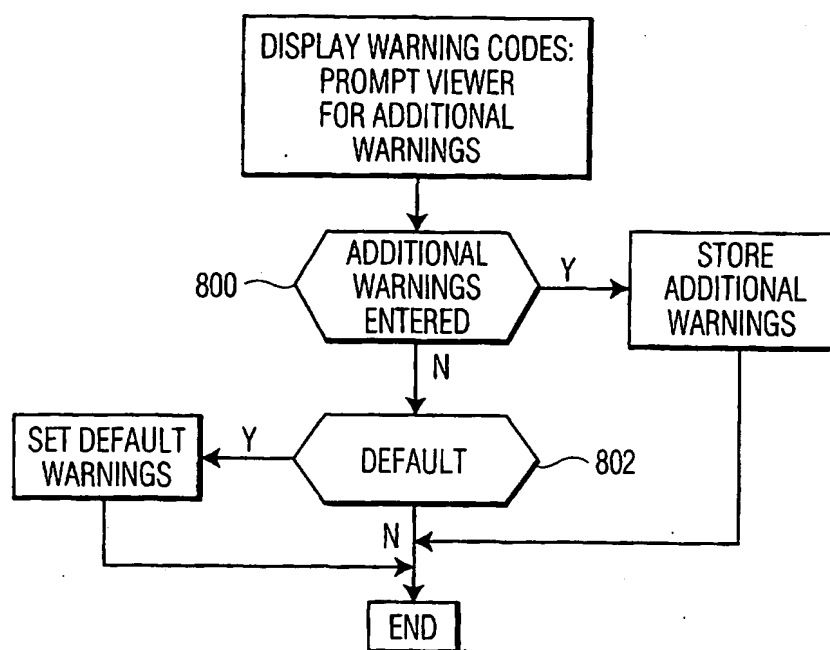 DISPLAY WARNING CODES:
PROMPT VIEWER
FOR ADDITIONAL
WARNINGS
800
ADDITIONAL
WARNINGS
ENTERED
Y
STORE
ADDITIONAL
WARNINGS
N
SET DEFAULT
WARNINGS
Y
DEFAULT
802
N
END